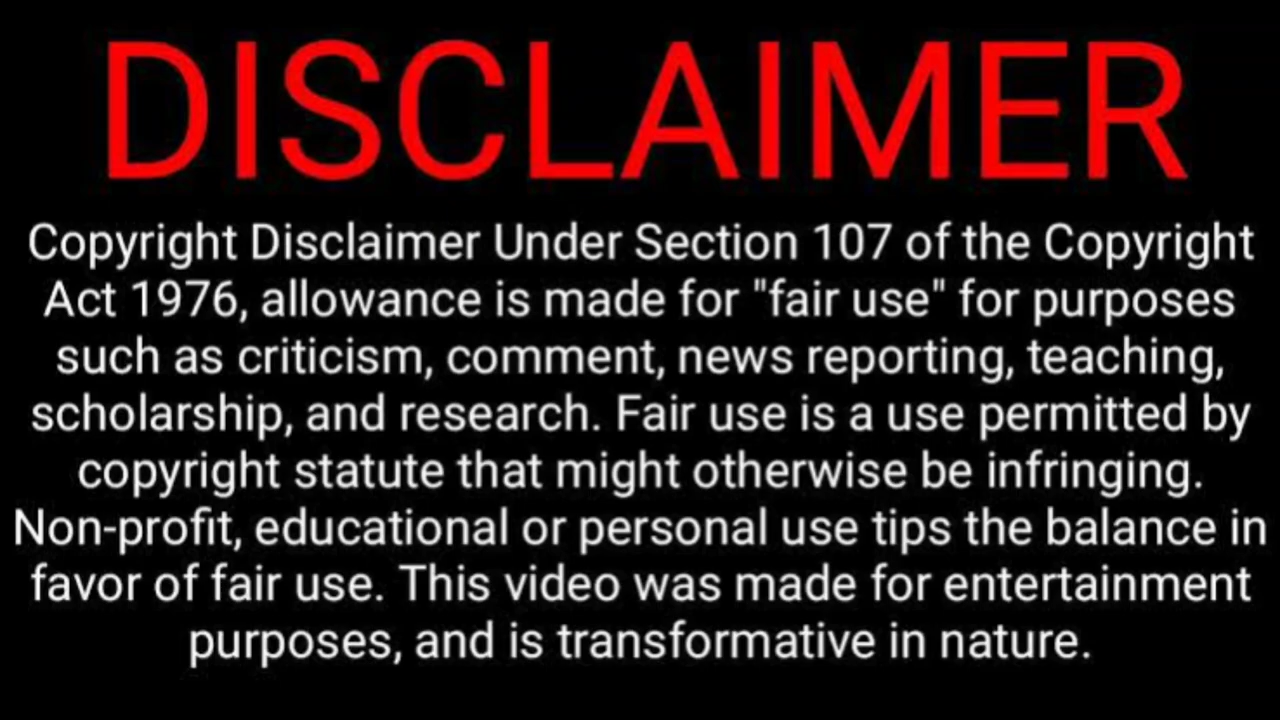 DISCLAIMER
Copyright Disclaimer Under Section 107 of the Copyright
Act 1976, allowance is made for "fair use" for purposes
such as criticism, comment, news reporting, teaching,
scholarship, and research. Fair use is a use permitted by
copyright statute that might otherwise be infringing.
Non-profit, educational or personal use tips the balance in
favor of fair use. This video was made for entertainment
purposes, and is transformative in nature.